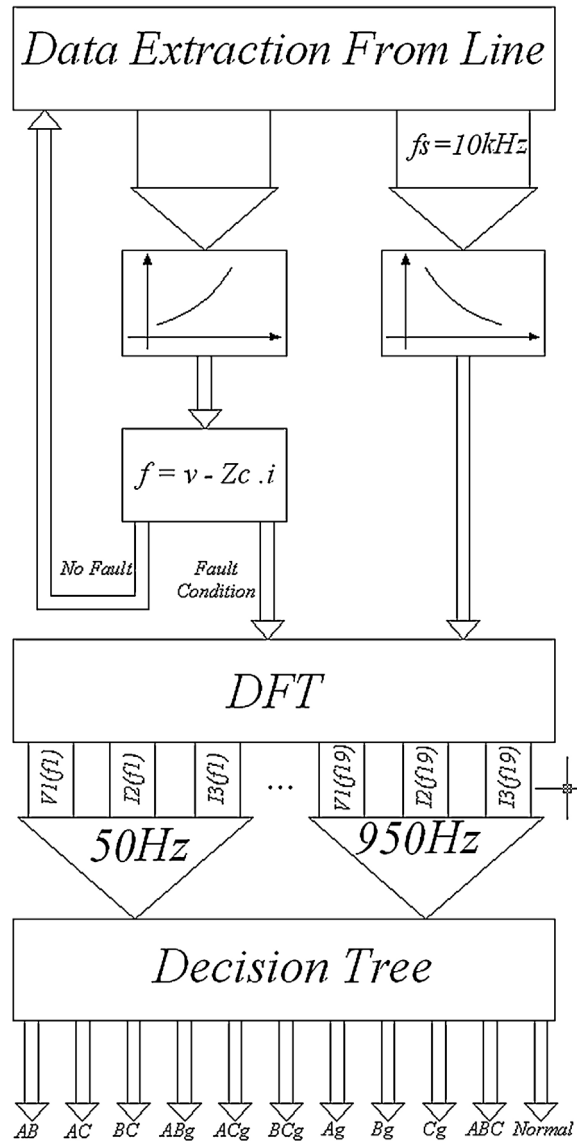 Data Extraction From Line
fs=10kHz
f = v - Zc .i
No Fault
Fault
Condition
DFT
V1(f1)
I2(f1)
I3(f1)
...
V1(f19)
I2(f19)
I3(f19)
50Hz
950Hz
Decision Tree
AB AC BC ABg ACg BCg Ag Bg Cg ABC Normal